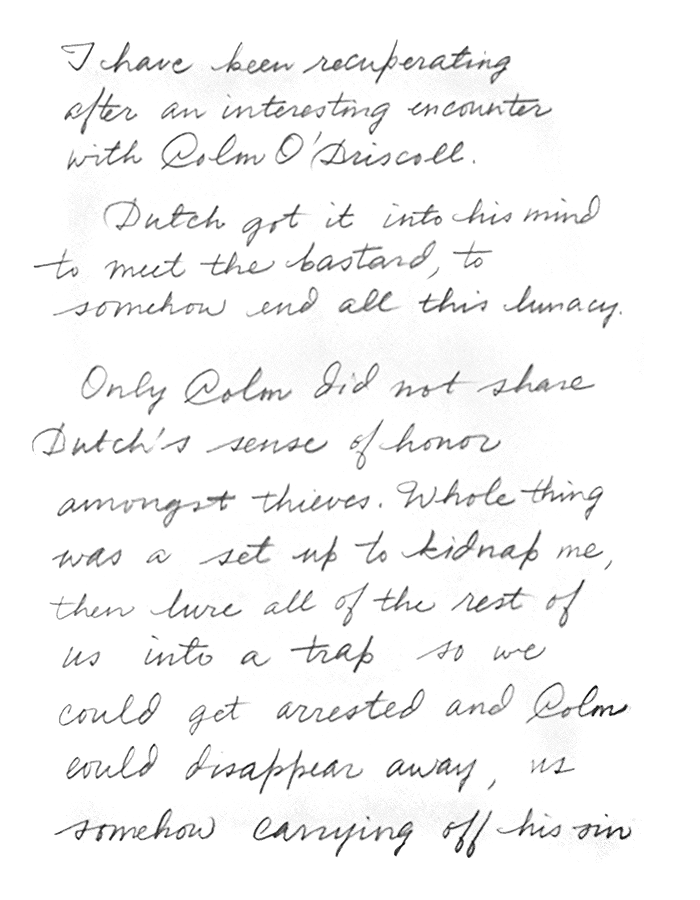 I have been recuperating
after an interesting encounter
with Colm O'Driscoll.
Dutch got it into his mind
to meet the bastard, to
somehow end all this lunacy.
Only Colm did not share
Dutch's sense of honor
amongst thieves. Whole thing
was a set up to kidnap me,
then lure all of the rest of
us into a trap so we
could get arrested and Colm
could disappear away, us
somehow carrying off his sin